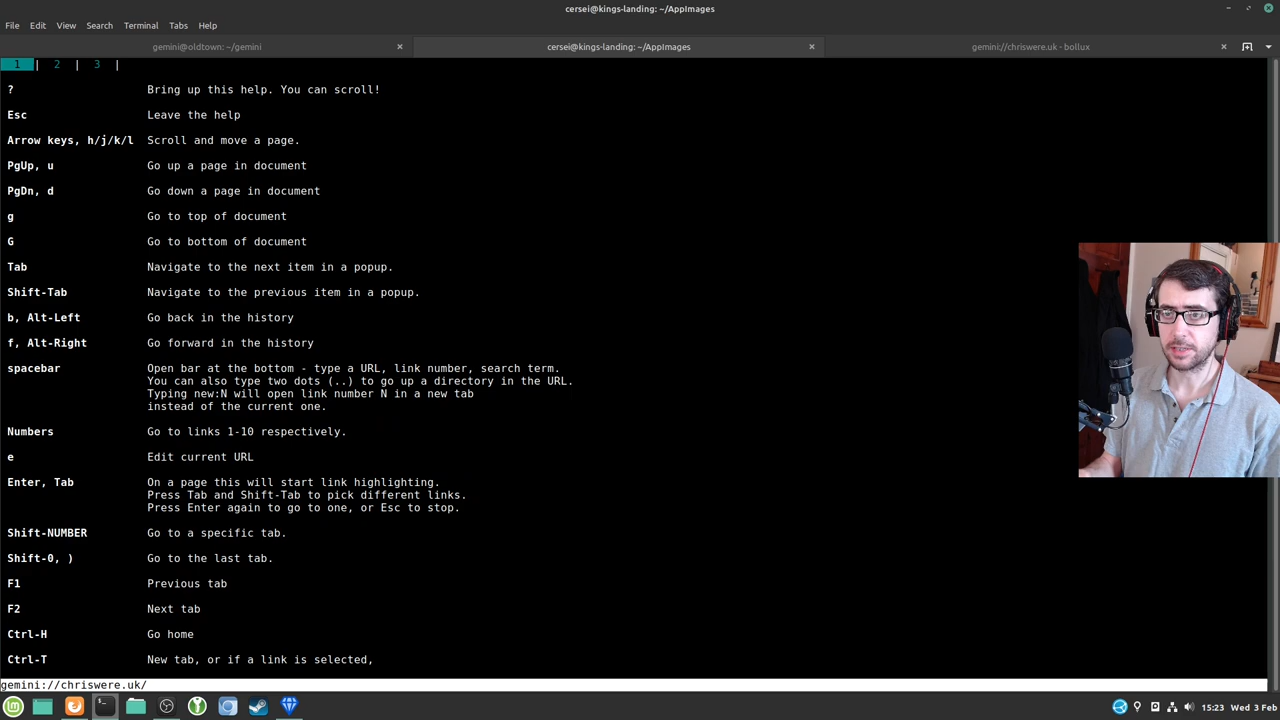 cersei@kings-landing: ~/AppImages
File Edit View Search Terminal Tabs Help
gemini@oldtown: ~/gemini
cersei@kings-landing: ~/AppImages
gemini://chriswere.uk - bollux
1 | 2 | 3 |
? Bring up this help. You can scroll!
Esc Leave the help
Arrow keys, h/j/k/l Scroll and move a page.
PgUp, u Go up a page in document
PgDn, d Go down a page in document
g Go to top of document
G Go to bottom of document
Tab Navigate to the next item in a popup.
Shift-Tab Navigate to the previous item in a popup.
b, Alt-Left Go back in the history
f, Alt-Right Go forward in the history
spacebar Open bar at the bottom - type a URL, link number, search term.
You can also type two dots (..) to go up a directory in the URL.
Typing new:N will open link number N in a new tab
instead of the current one.
Numbers Go to links 1-10 respectively.
e Edit current URL
Enter, Tab On a page this will start link highlighting.
Press Tab and Shift-Tab to pick different links.
Press Enter again to go to one, or Esc to stop.
Shift-NUMBER Go to a specific tab.
Shift-0, ) Go to the last tab.
F1 Previous tab
F2 Next tab
Ctrl-H Go home
Ctrl-T New tab, or if a link is selected,
gemini://chriswere.uk/
15:23 Wed 3 Feb